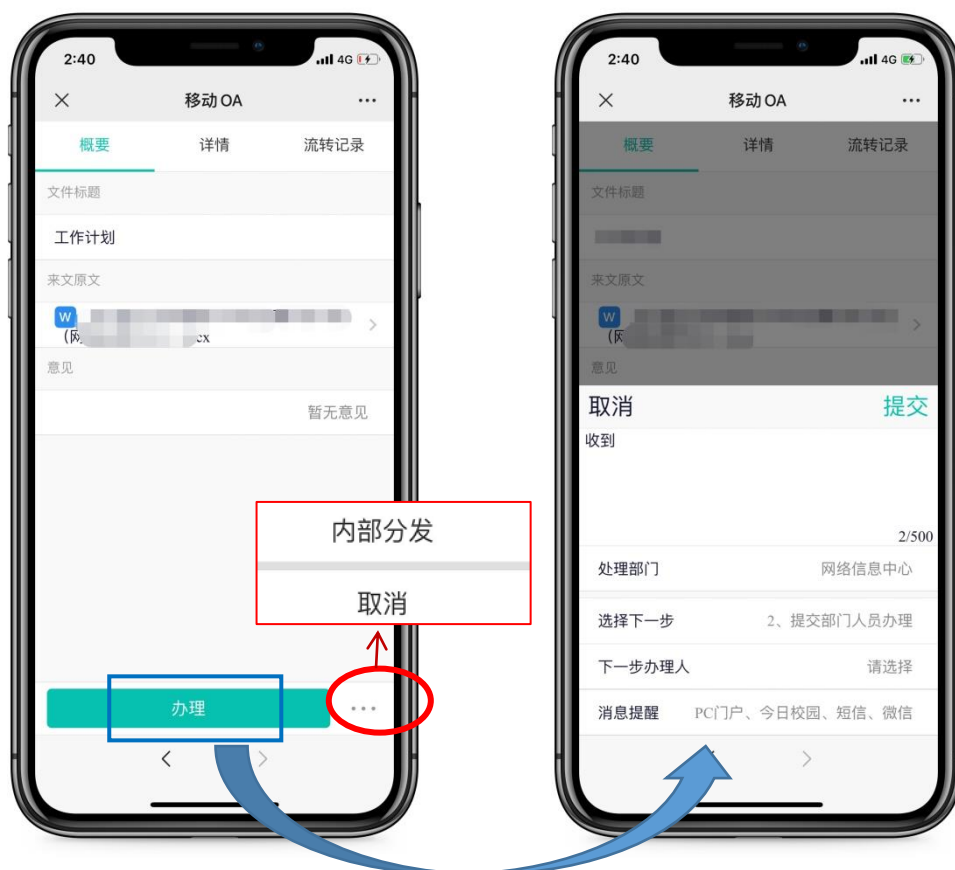 2:40
4G
移动 OA
概要 详情 流转记录
文件标题
工作计划
来文原文
W
cx
意见
暂无意见
内部分发
取消
办理
2:40
4G
移动 OA
概要 详情 流转记录
文件标题
来文原文
W
意见
取消 提交
收到
2/500
处理部门 网络信息中心
选择下一步 2、提交部门人员办理
下一步办理人 请选择
消息提醒 PC门户、今日校园、短信、微信